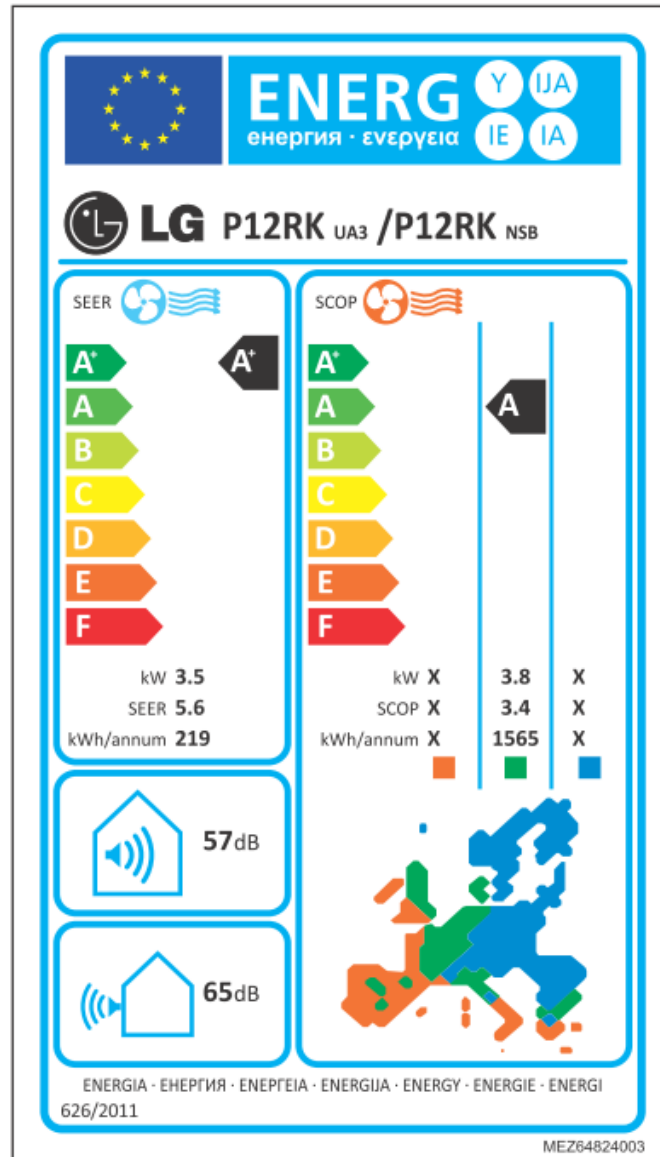 ENERG Y IJA
енергия · ενεργεια IE IA
LG P12RK UA3 /P12RK NSB
SEER
A+ A+
A
B
C
D
E
F
kW 3.5
SEER 5.6
kWh/annum 219
SCOP
A+
A A
B
C
D
E
F
kW X 3.8 X
SCOP X 3.4 X
kWh/annum X 1565 X
57dB
65dB
ENERGIA · ЕНЕРГИЯ · ΕΝΕΡΓΕΙΑ · ENERGIJA · ENERGY · ENERGIE · ENERGI
626/2011
MEZ64824003